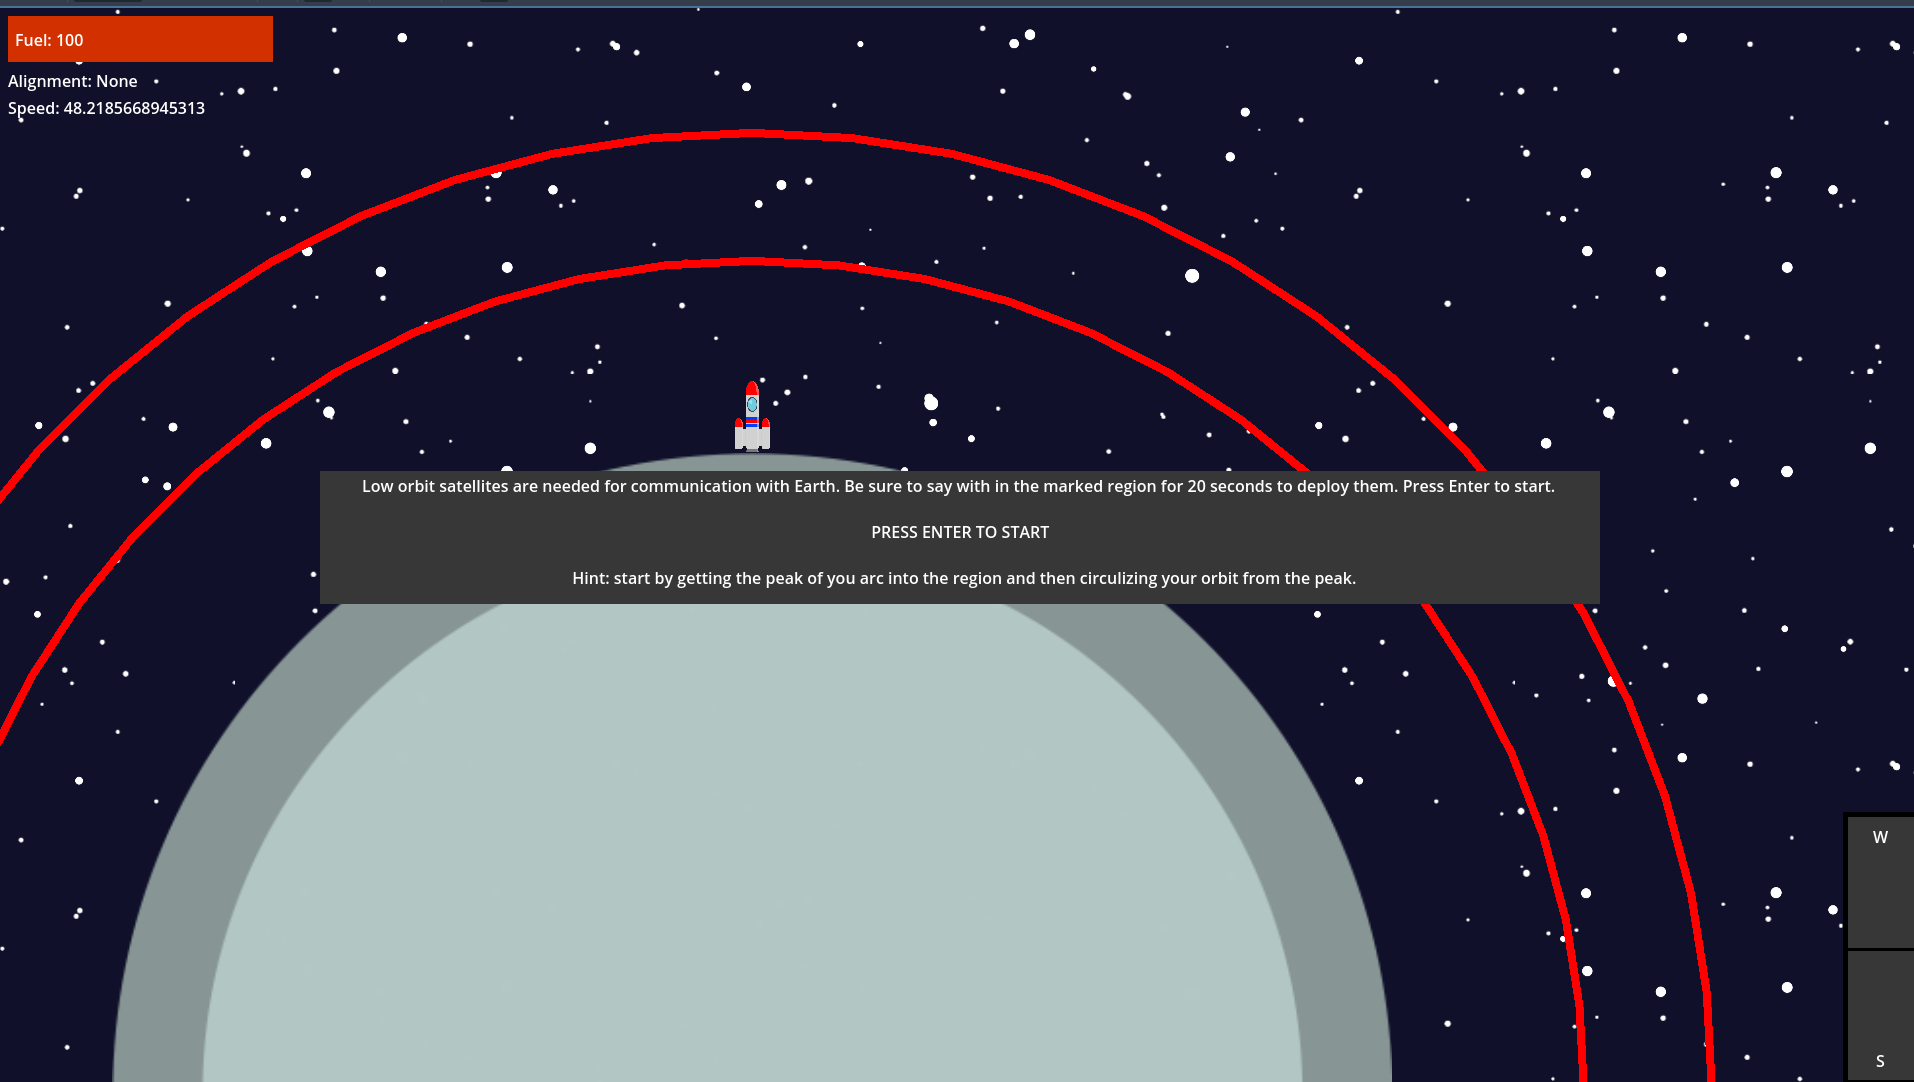 Fuel: 100
Alignment: None
Speed: 48.2185668945313
Low orbit satellites are needed for communication with Earth. Be sure to say with in the marked region for 20 seconds to deploy them. Press Enter to start.
PRESS ENTER TO START
Hint: start by getting the peak of you arc into the region and then circulizing your orbit from the peak.
W
S